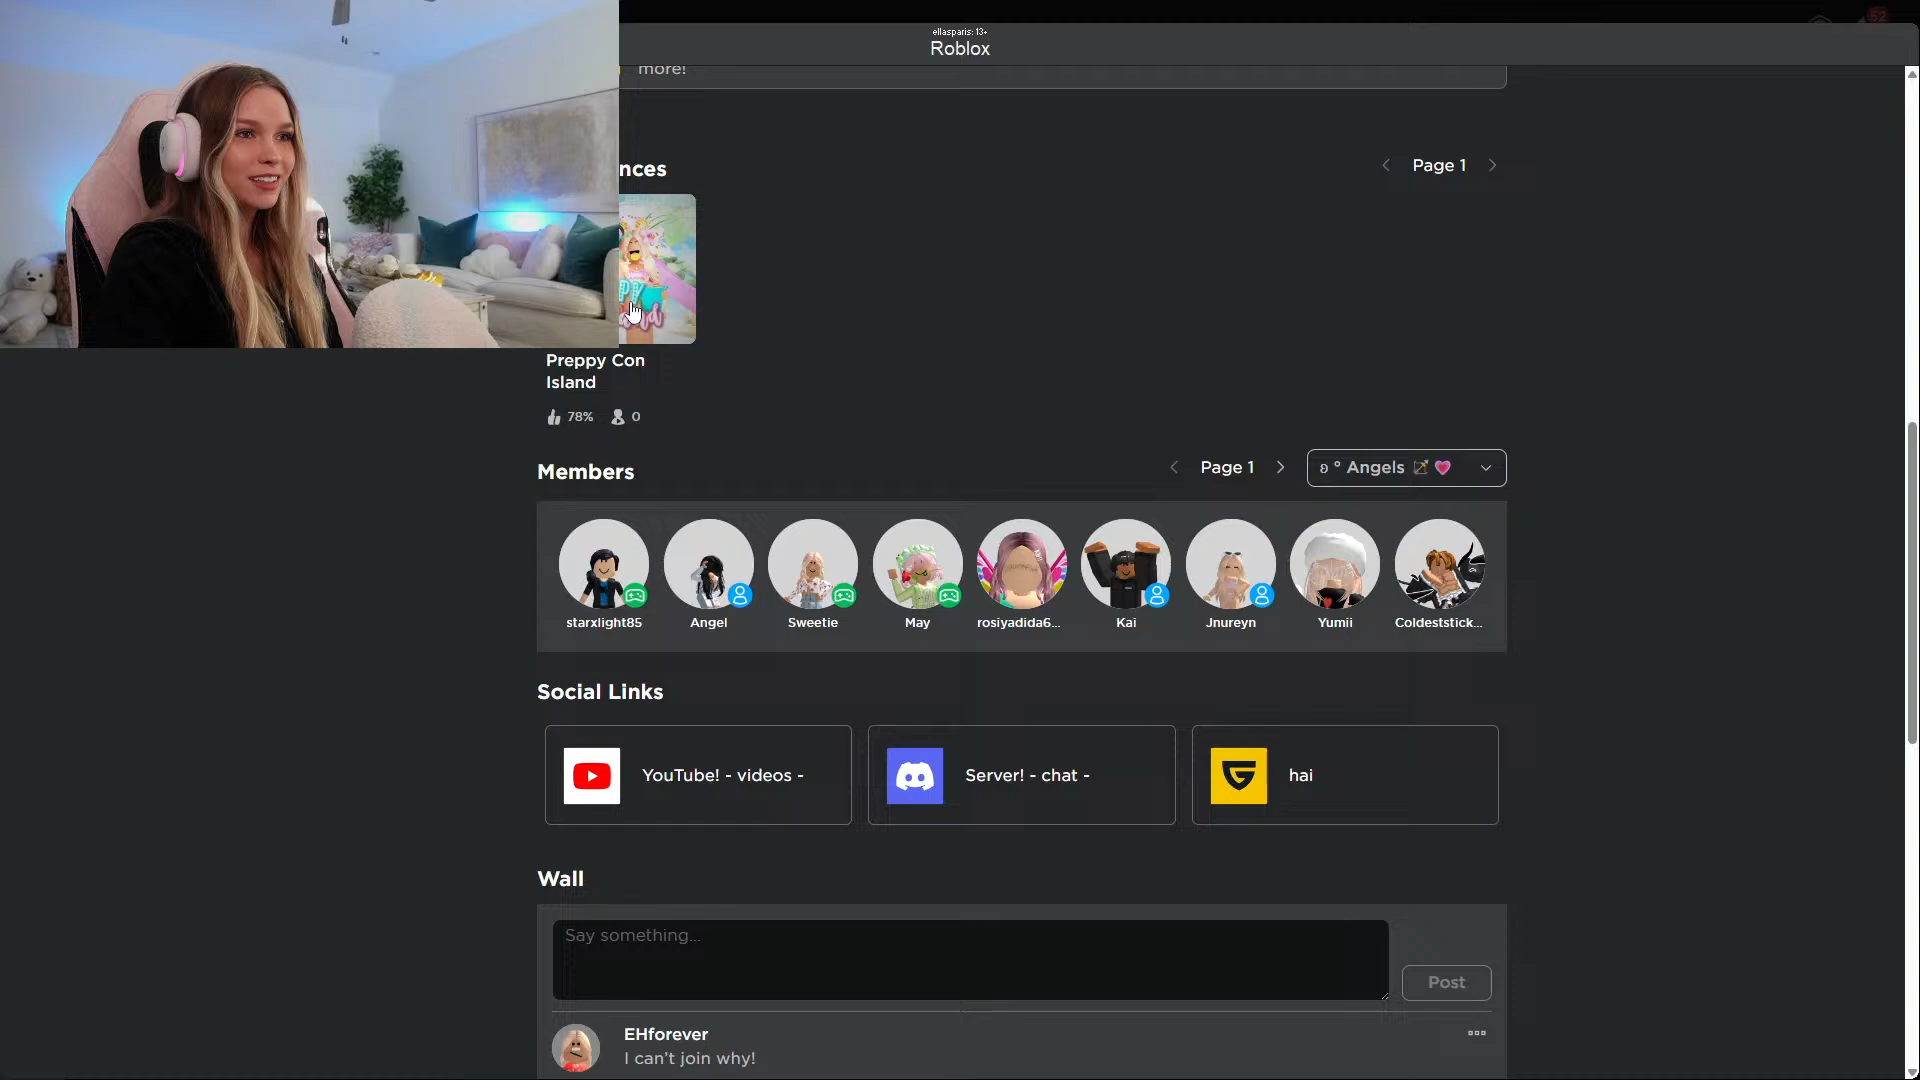 ellasparis: 13+
Roblox
52
more!
nces
Page 1
Preppy Con
Island
78%
0
Members
Page 1
ʚ ° Angels 🏹 💗
starxlight85
Angel
Sweetie
May
rosiyadida6...
Kai
Jnureyn
Yumii
Coldeststick...
Social Links
YouTube! - videos -
Server! - chat -
hai
Wall
Say something...
Post
EHforever
I can't join why!